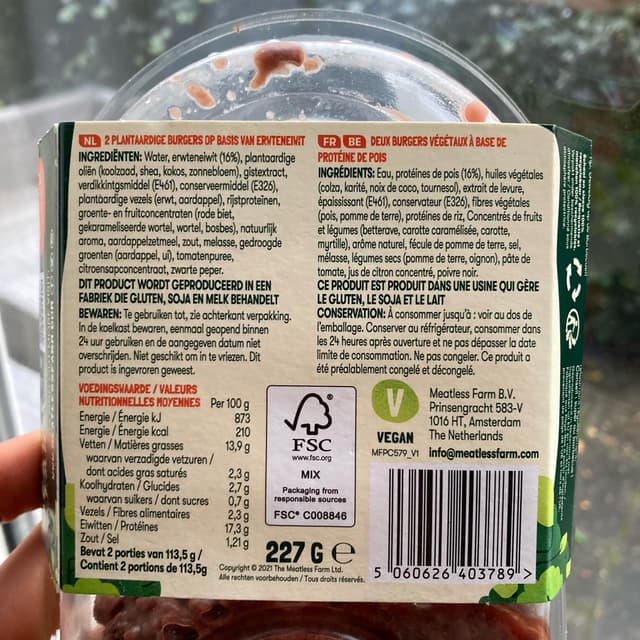 NL 2 PLANTAARDIGE BURGERS OP BASIS VAN ERWTENEIWIT
INGREDIËNTEN: Water, erwteneiwit (16%), plantaardige
oliën (koolzaad, shea, kokos, zonnebloem), gistextract,
verdikkingsmiddel (E461), conserveermiddel (E326),
plantaardige vezels (erwt, aardappel), rijstproteinen,
groente- en fruitconcentraten (rode biet,
gekarameliseerde wortel, wortel, bosbes), natuurlijk
aroma, aardappelzetmeel, zout, melasse, gedroogde
groenten (aardappel, ui), tomatenpuree,
citroensapconcentraat, zwarte peper.
DIT PRODUCT WORDT GEPRODUCEERD IN EEN
FABRIEK DIE GLUTEN, SOJA EN MELK BEHANDELT
BEWAREN: Te gebruiken tot, zie achterkant verpakking.
In de koelkast bewaren, eenmaal geopend binnen
24 uur gebruiken en de aangegeven datum niet
overschrijden. Niet geschikt om in te vriezen. Dit
product is ingevroren geweest.
FR BE DEUX BURGERS VÉGÉTAUX À BASE DE
PROTÉINE DE POIS
INGRÉDIENTS: Eau, protéines de pois (16%), huiles végétales
(colza, karité, noix de coco, tournesol), extrait de levure,
épaississant (E461), conservateur (E326), fibres végétales
(pois, pomme de terre), protéines de riz, Concentrés de fruits
et légumes (betterave, carotte caramélisée, carotte,
myrtille), arôme naturel, fécule de pomme de terre, sel,
mélasse, légumes secs (pomme de terre, oignon), pâte de
tomate, jus de citron concentré, poivre noir.
CE PRODUIT EST PRODUIT DANS UNE USINE QUI GÈRE
LE GLUTEN, LE SOJA ET LE LAIT
CONSERVATION: À consommer jusqu'à : voir au dos de
l'emballage. Conserver au réfrigérateur, consommer dans
les 24 heures après ouverture et ne pas dépasser la date
limite de consommation. Ne pas congeler. Ce produit a
été préalablement congelé et décongelé.
VOEDINGSWAARDE / VALEURS
NUTRITIONNELLES MOYENNES Per 100 g
Energie / Énergie kJ 873
Energie / Énergie kcal 210
Vetten / Matières grasses 13,9 g
waarvan verzadigde vetzuren /
dont acides gras saturés 2,3 g
Koolhydraten / Glucides 2,7 g
waarvan suikers / dont sucres 0,7 g
Vezels / Fibres alimentaires 2,3 g
Eiwitten / Protéines 17,3 g
Zout / Sel 1,21 g
Bevat 2 porties van 113,5 g /
Contient 2 portions de 113,5g
FSC
www.fsc.org
MIX
Packaging from
responsible sources
FSC® C008846
227 G e
Copyright © 2021 The Meatless Farm Ltd.
Alle rechten voorbehouden / Tous droits réservés.
V
VEGAN
MFPC579_V1
Meatless Farm B.V.
Prinsengracht 583-V
1016 HT, Amsterdam
The Netherlands
info@meatlessfarm.com
5 060626 403789 >